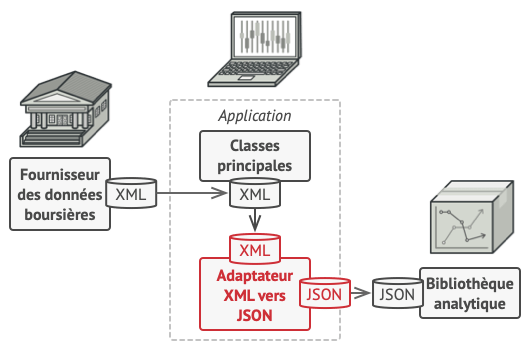 Application
Fournisseur
des données
boursières
XML
Classes
principales
XML
XML
Adaptateur
XML vers
JSON
JSON
JSON
Bibliothèque
analytique